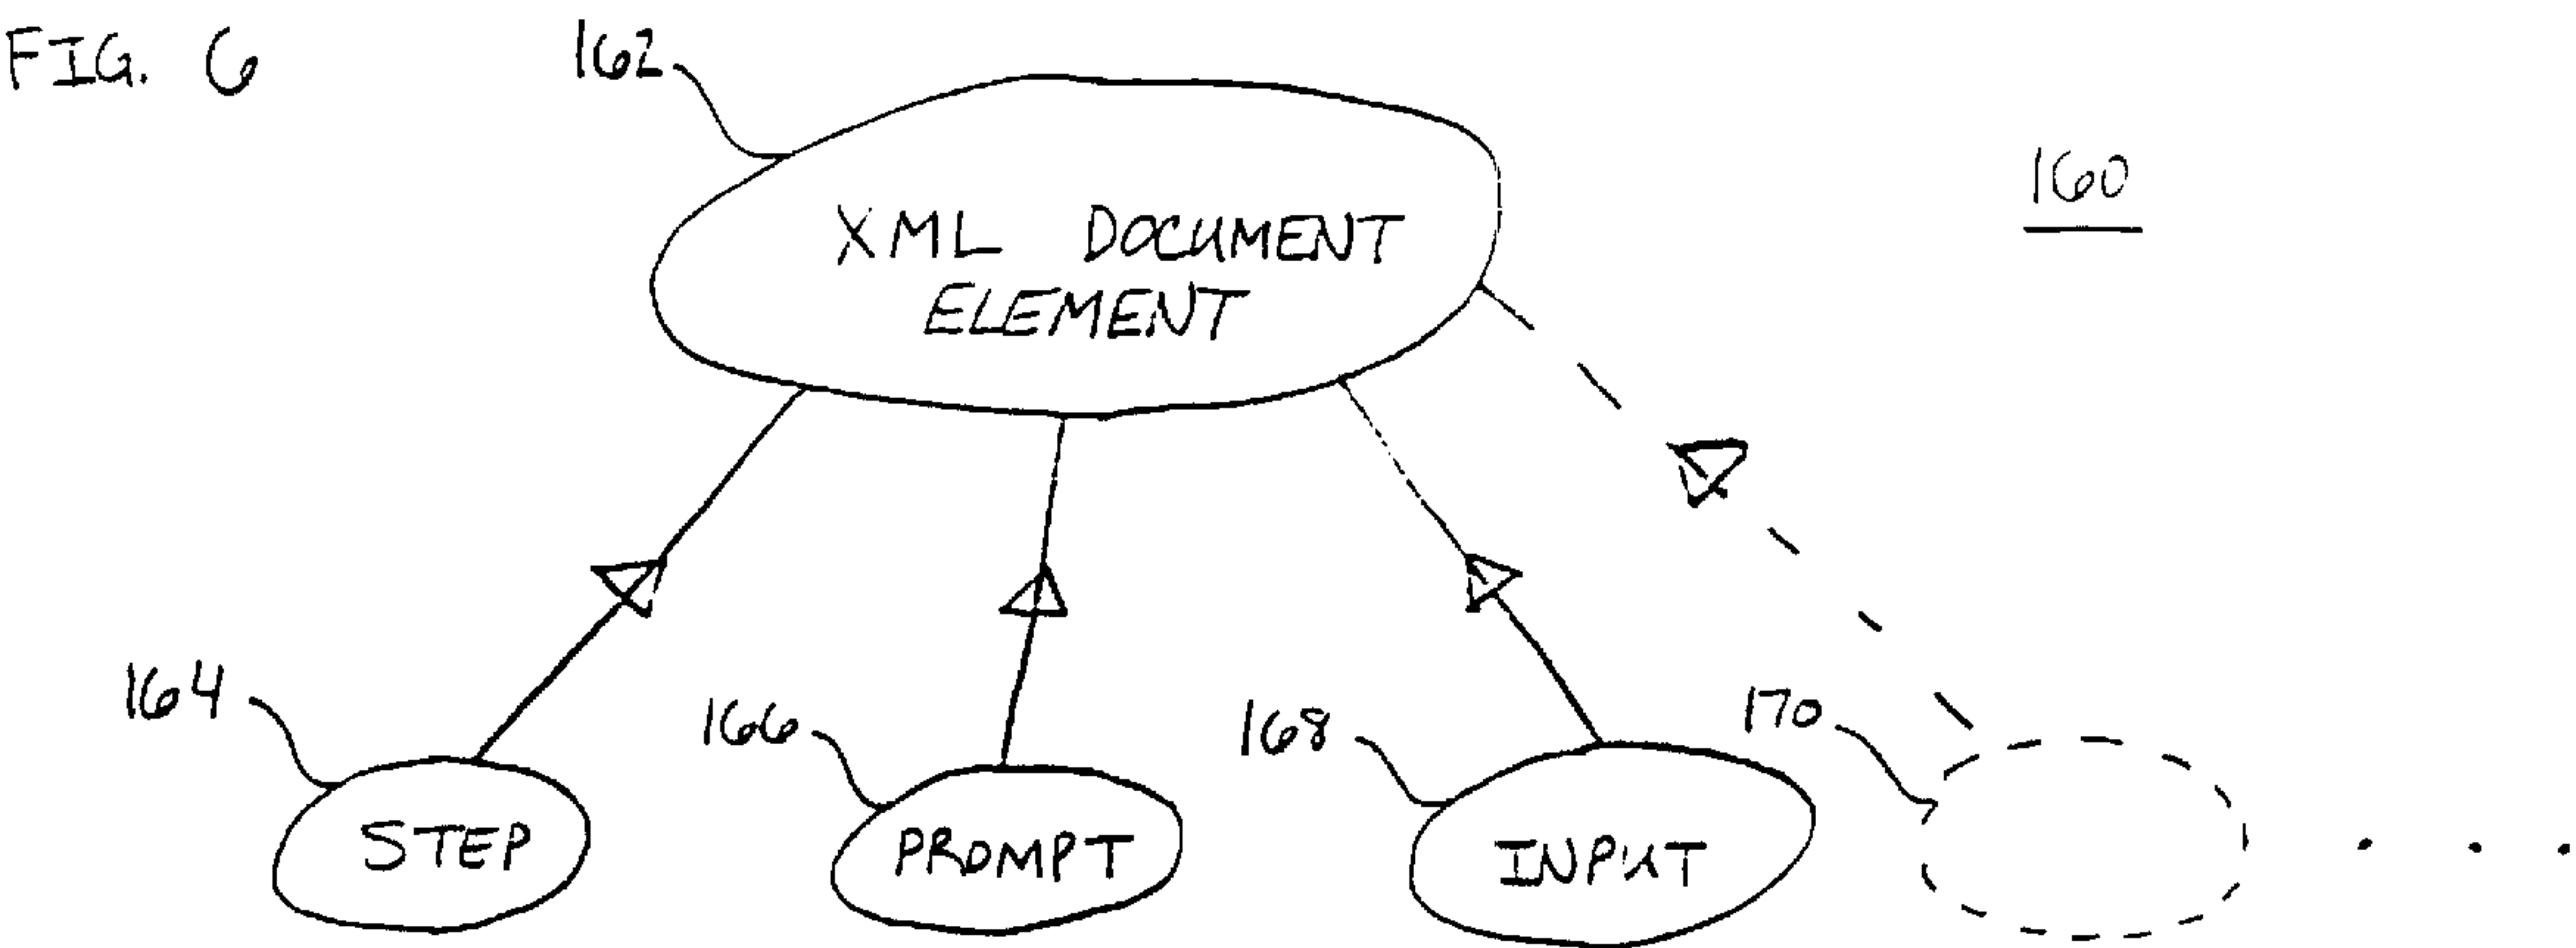 FIG. 6
162
160
XML DOCUMENT
ELEMENT
164
166
168
170
STEP
PROMPT
INPUT